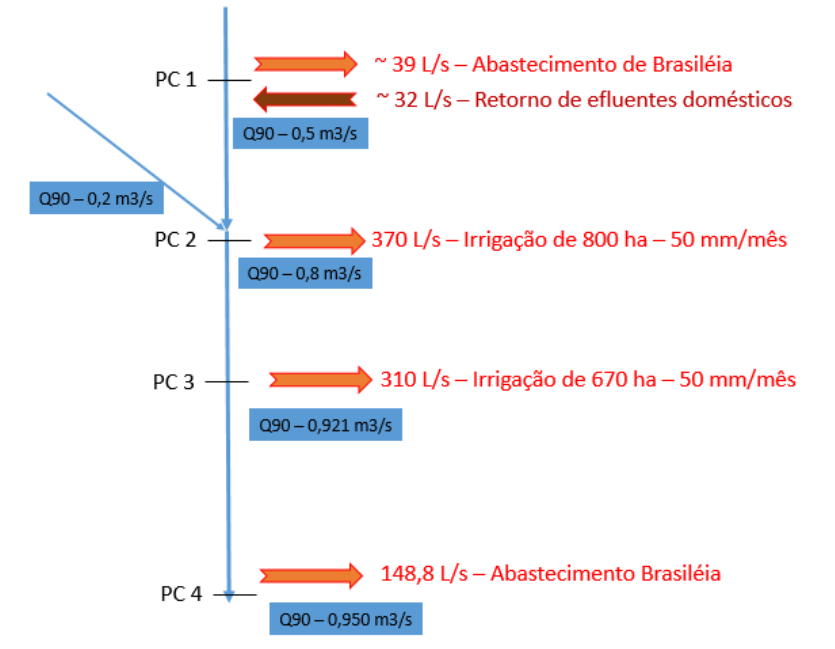 ~ 39 L/s – Abastecimento de Brasiléia
PC 1
~ 32 L/s – Retorno de efluentes domésticos
Q90 – 0,5 m3/s
Q90 – 0,2 m3/s
PC 2
370 L/s – Irrigação de 800 ha – 50 mm/mês
Q90 – 0,8 m3/s
PC 3
310 L/s – Irrigação de 670 ha – 50 mm/mês
Q90 – 0,921 m3/s
148,8 L/s – Abastecimento Brasiléia
PC 4
Q90 – 0,950 m3/s